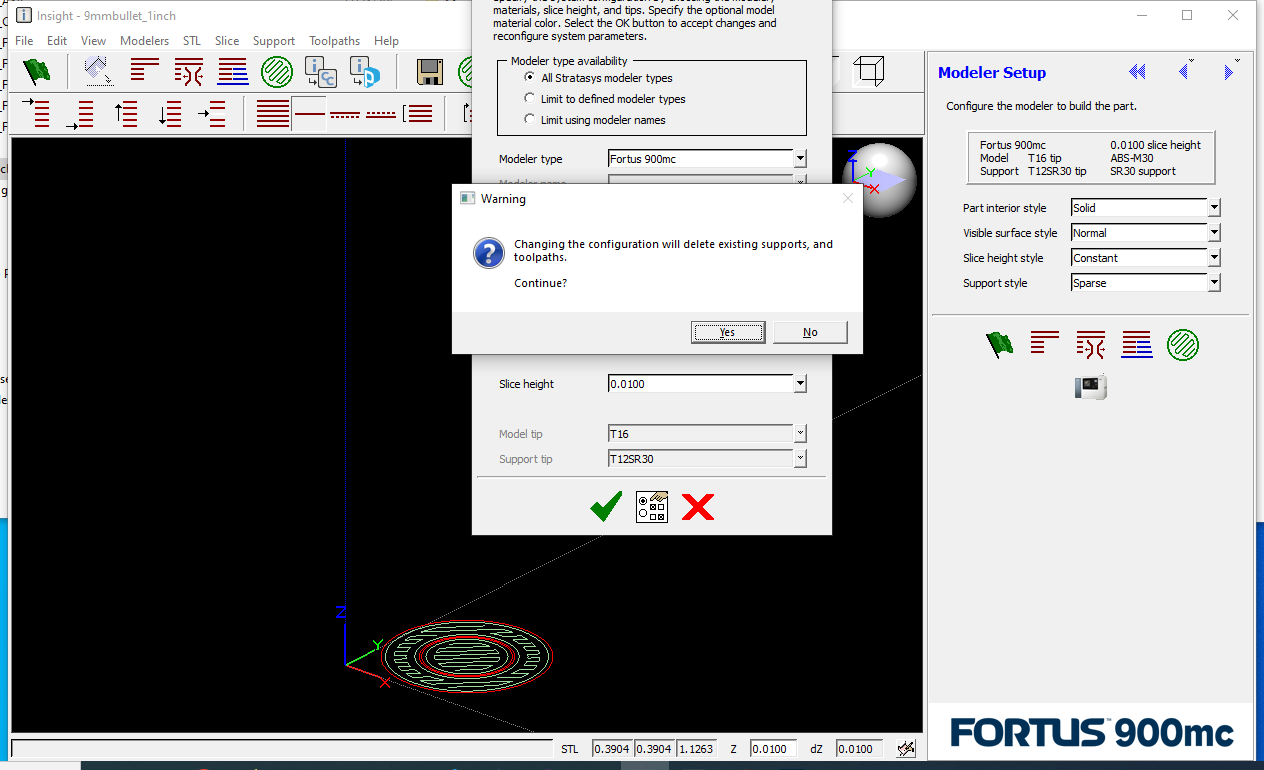 Insight - 9mmbullet_1inch
File Edit View Modelers STL Slice Support Toolpaths Help
materials, slice height, and tips. Specify the optional model
material color. Select the OK button to accept changes and
reconfigure system parameters.
Modeler type availability
All Stratasys modeler types
Limit to defined modeler types
Limit using modeler names
Modeler type Fortus 900mc
Warning
Changing the configuration will delete existing supports, and
toolpaths.
Continue?
Yes No
Slice height 0.0100
Model tip T16
Support tip T12SR30
Z
Y
X
Z
Y
X
STL 0.3904 0.3904 1.1263 Z 0.0100 dZ 0.0100
Modeler Setup
Configure the modeler to build the part.
Fortus 900mc 0.0100 slice height
Model T16 tip ABS-M30
Support T12SR30 tip SR30 support
Part interior style Solid
Visible surface style Normal
Slice height style Constant
Support style Sparse
FORTUS™ 900mc